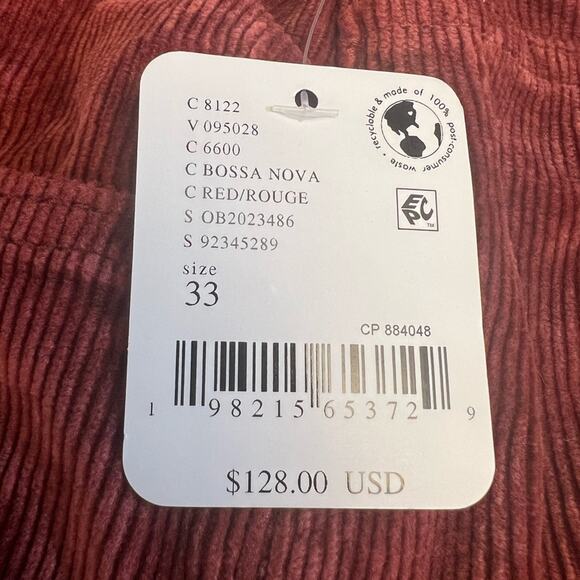 C 8122
V 095028
C 6600
C BOSSA NOVA
C RED/ROUGE
S OB2023486
S 92345289
size
33
recyclable & made of 100% post-consumer waste •
EPC
TM
CP 884048
1 98215 65372 9
$128.00 USD